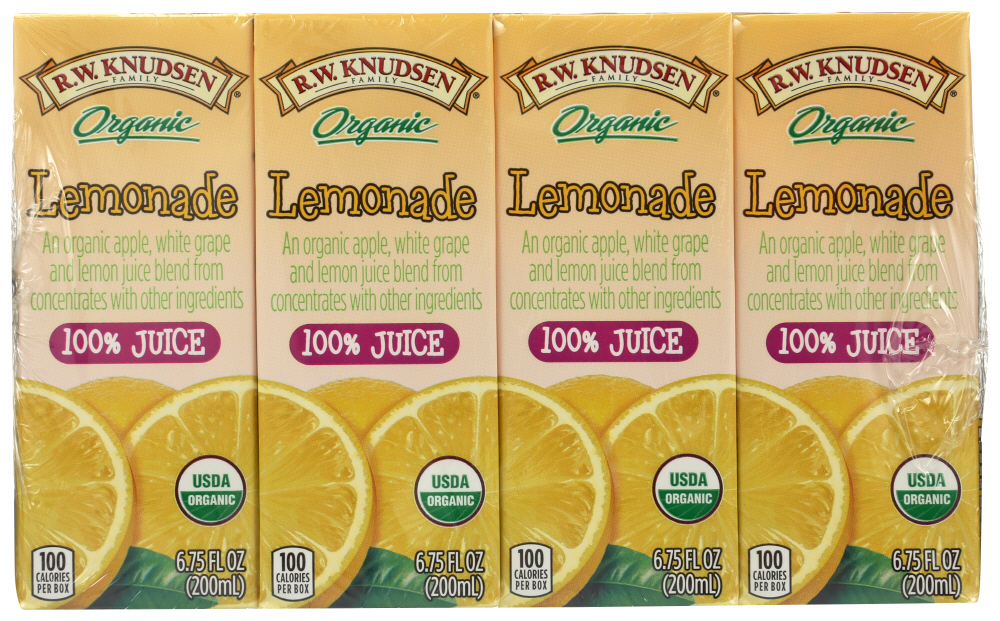 R.W. KNUDSEN
FAMILY ®
Organic
Lemonade
An organic apple, white grape
and lemon juice blend from
concentrates with other ingredients
100% JUICE
USDA
ORGANIC
100
CALORIES
PER BOX
6.75 FL OZ
(200mL)
R.W. KNUDSEN
FAMILY ®
Organic
Lemonade
An organic apple, white grape
and lemon juice blend from
concentrates with other ingredients
100% JUICE
USDA
ORGANIC
100
CALORIES
PER BOX
6.75 FL OZ
(200mL)
R.W. KNUDSEN
FAMILY ®
Organic
Lemonade
An organic apple, white grape
and lemon juice blend from
concentrates with other ingredients
100% JUICE
USDA
ORGANIC
100
CALORIES
PER BOX
6.75 FL OZ
(200mL)
R.W. KNUDSEN
FAMILY ®
Organic
Lemonade
An organic apple, white grape
and lemon juice blend from
concentrates with other ingredients
100% JUICE
USDA
ORGANIC
100
CALORIES
PER BOX
6.75 FL OZ
(200mL)